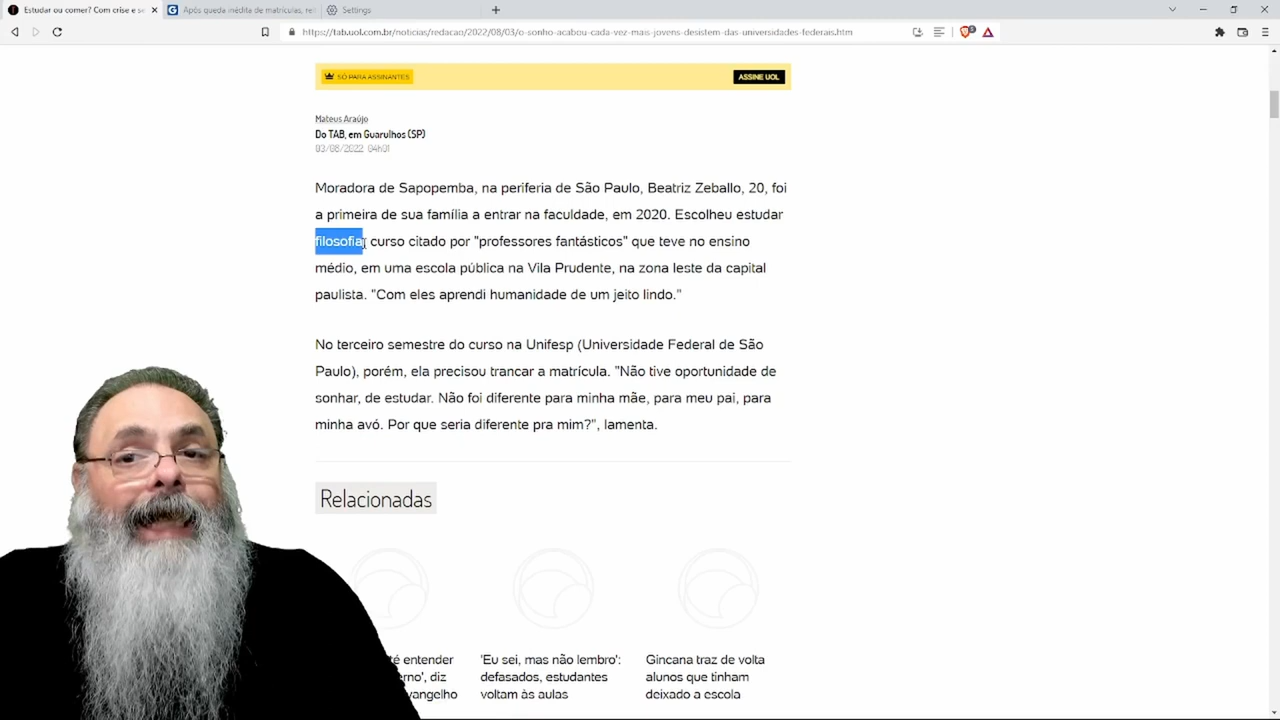 Estudar ou comer? Com crise e se
Após queda inédita de matrículas, re
Settings
https://tab.uol.com.br/noticias/redacao/2022/08/03/o-sonho-acabou-cada-vez-mais-jovens-desistem-das-universidades-federais.htm
SÓ PARA ASSINANTES
ASSINE UOL
Mateus Araújo
Do TAB, em Guarulhos (SP)
03/08/2022 04h01
Moradora de Sapopemba, na periferia de São Paulo, Beatriz Zeballo, 20, foi
a primeira de sua família a entrar na faculdade, em 2020. Escolheu estudar
filosofia, curso citado por "professores fantásticos" que teve no ensino
médio, em uma escola pública na Vila Prudente, na zona leste da capital
paulista. "Com eles aprendi humanidade de um jeito lindo."
No terceiro semestre do curso na Unifesp (Universidade Federal de São
Paulo), porém, ela precisou trancar a matrícula. "Não tive oportunidade de
sonhar, de estudar. Não foi diferente para minha mãe, para meu pai, para
minha avó. Por que seria diferente pra mim?", lamenta.
Relacionadas
té entender
erno', diz
vangelho
'Eu sei, mas não lembro':
defasados, estudantes
voltam às aulas
Gincana traz de volta
alunos que tinham
deixado a escola